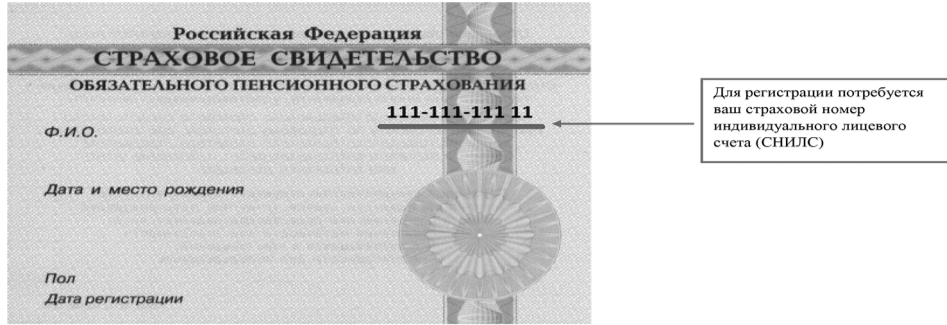 Российская Федерация
СТРАХОВОЕ СВИДЕТЕЛЬСТВО
ОБЯЗАТЕЛЬНОГО ПЕНСИОННОГО СТРАХОВАНИЯ
111-111-111 11
Ф.И.О.
Дата и место рождения
Пол
Дата регистрации
Для регистрации потребуется
ваш страховой номер
индивидуального лицевого
счета (СНИЛС)